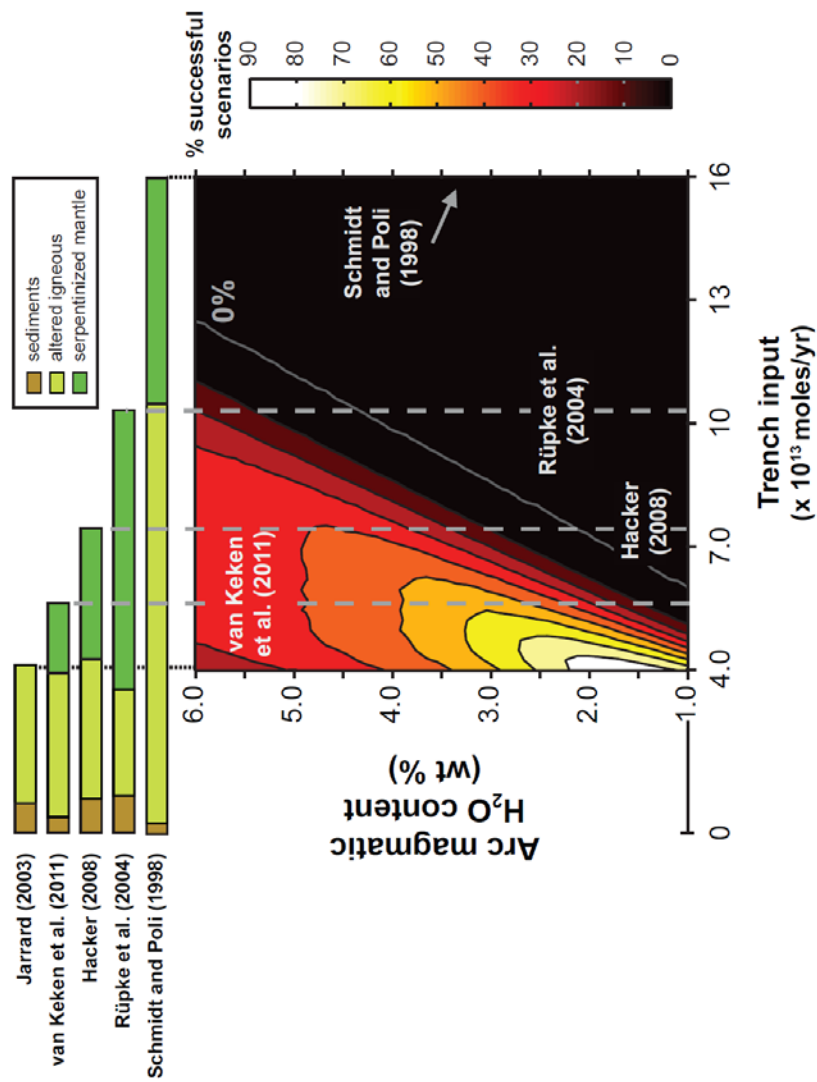 Jarrard (2003)
van Keken et al. (2011)
Hacker (2008)
Rüpke et al. (2004)
Schmidt and Poli (1998)
sediments
altered igneous
serpentinized mantle
% successful
scenarios
90
80
70
60
50
40
30
20
10
0
Arc magmatic
H₂O content
(wt %)
6.0
5.0
4.0
3.0
2.0
1.0
van Keken
et al. (2011)
0%
Schmidt
and Poli
(1998)
Rüpke et al.
(2004)
Hacker
(2008)
0
4.0
7.0
10
13
16
Trench input
(x 10¹³ moles/yr)